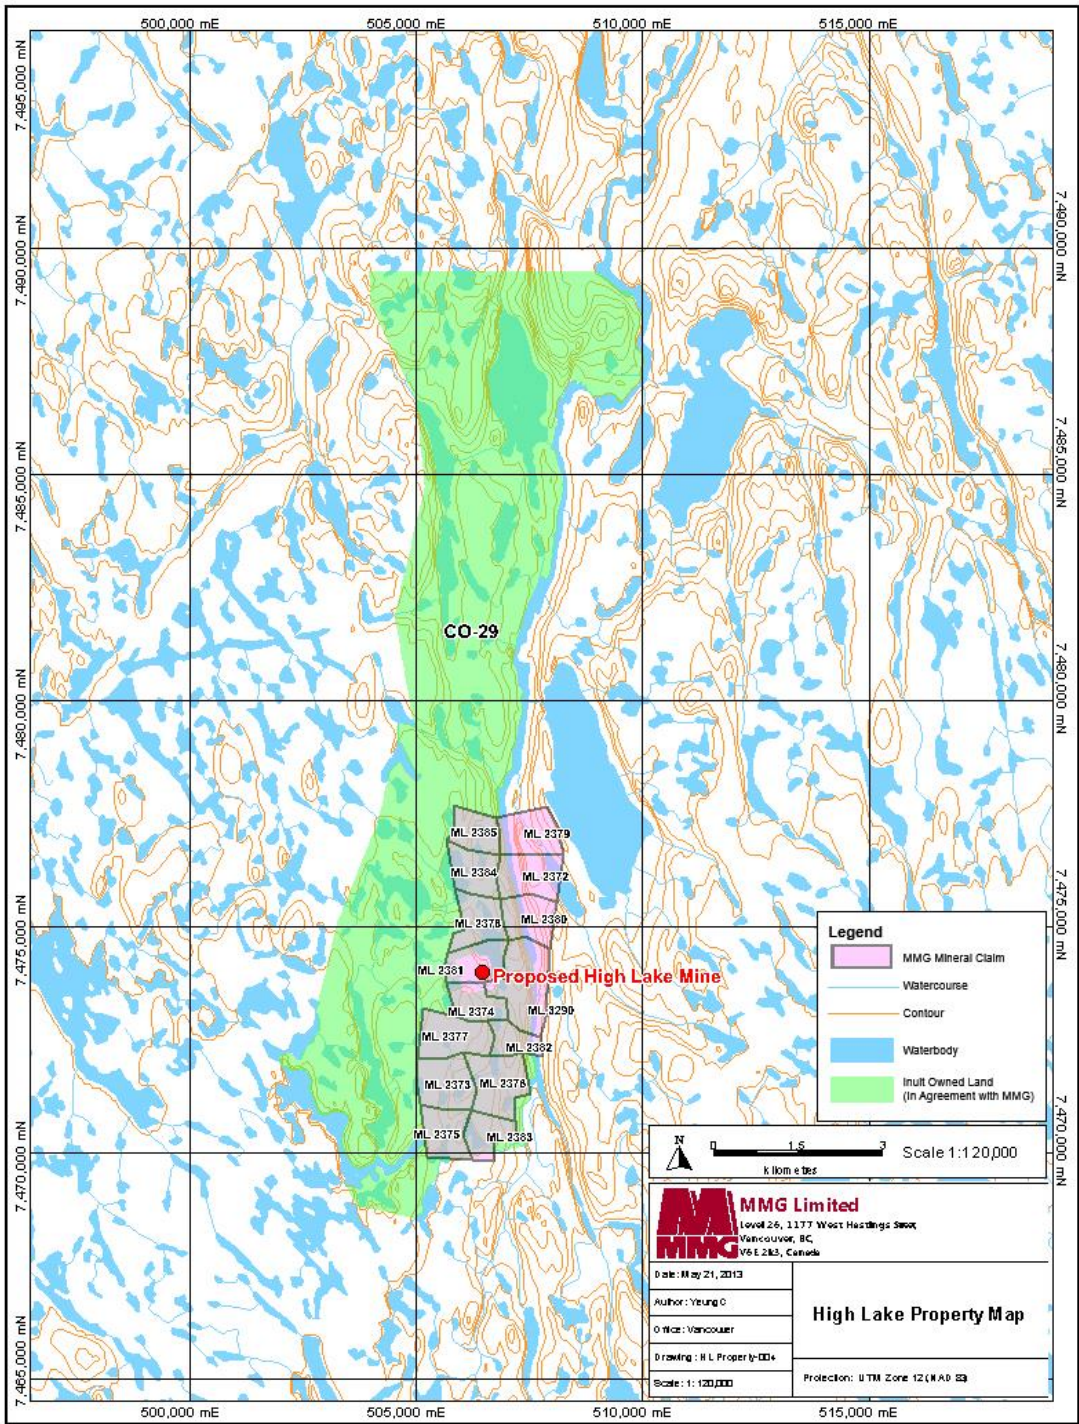 500,000 mE
505,000 mE
510,000 mE
515,000 mE
7,495,000 mN
7,490,000 mN
7,490,000 mN
7,485,000 mN
7,485,000 mN
CO-29
7,480,000 mN
7,480,000 mN
ML 2385
ML 2379
ML 2384
ML 2372
ML 2378
ML 2380
7,475,000 mN
7,475,000 mN
ML 2381
Proposed High Lake Mine
ML 2374
ML 3290
ML 2377
ML 2382
ML 2373
ML 2376
ML 2375
ML 2383
7,470,000 mN
7,470,000 mN
7,465,000 mN
Legend
MMG Mineral Claim
Watercourse
Contour
Waterbody
Inuit Owned Land
(In Agreement with MMG)
N
0 1.5 3
kilometres
Scale 1:120,000
MMG
MMG Limited
Level 26, 1177 West Hastings Street,
Vancouver, BC,
V6E 2K3, Canada
Date: May 21, 2013
Author: Yeung C
Office: Vancouver
Drawing: HL Property-004
Scale: 1:120,000
High Lake Property Map
Projection: UTM Zone 12 (NAD 83)
500,000 mE
505,000 mE
510,000 mE
515,000 mE